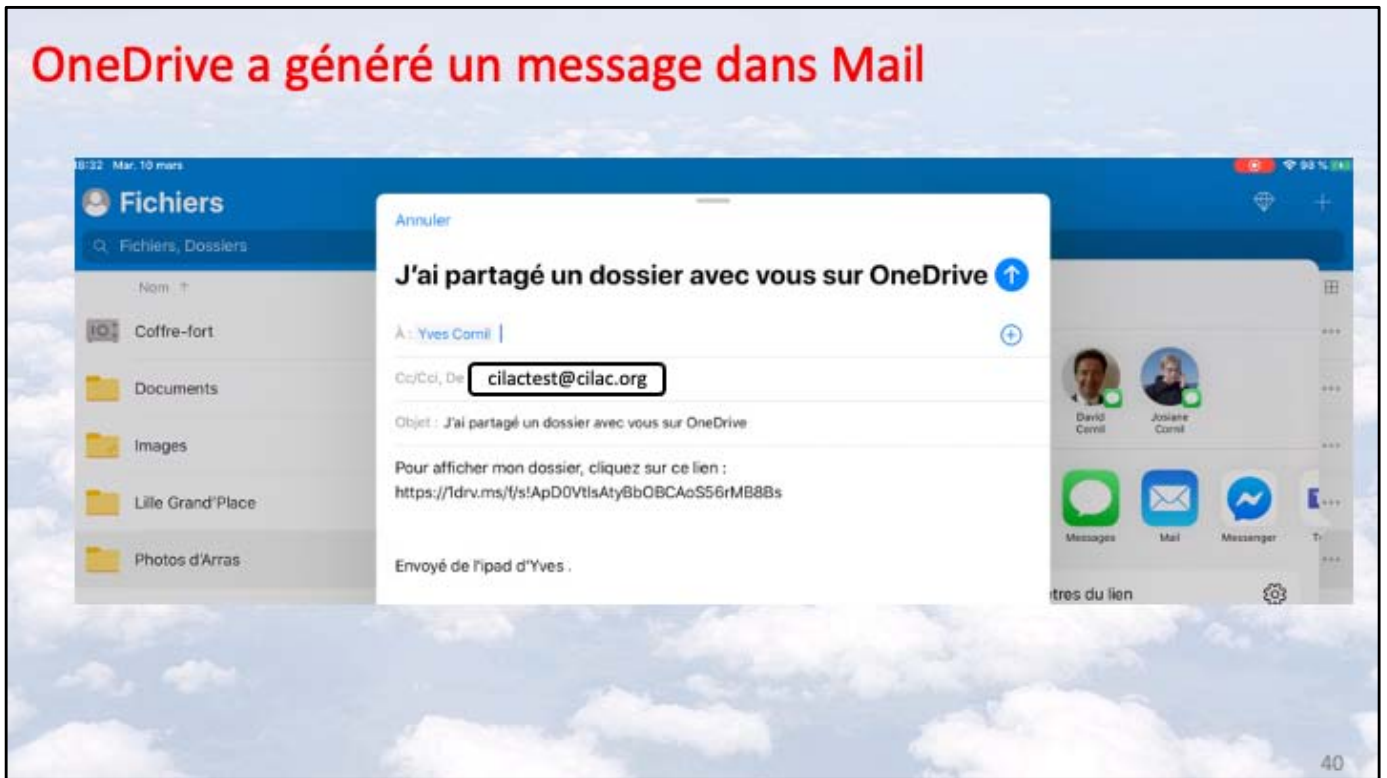 OneDrive a généré un message dans Mail
18:32 Mar. 10 mars
98 %
Fichiers
Fichiers, Dossiers
Nom ↑
Coffre-fort
Documents
Images
Lille Grand'Place
Photos d'Arras
Annuler
J'ai partagé un dossier avec vous sur OneDrive
À : Yves Cornil
Cc/Cci, De
cilactest@cilac.org
Objet : J'ai partagé un dossier avec vous sur OneDrive
Pour afficher mon dossier, cliquez sur ce lien :
https://1drv.ms/f/s!ApD0VtlsAtyBbOBCAoS56rMB8Bs
Envoyé de l'ipad d'Yves .
David
Cornil
Josiane
Cornil
Messages
Mail
Messenger
tres du lien
40